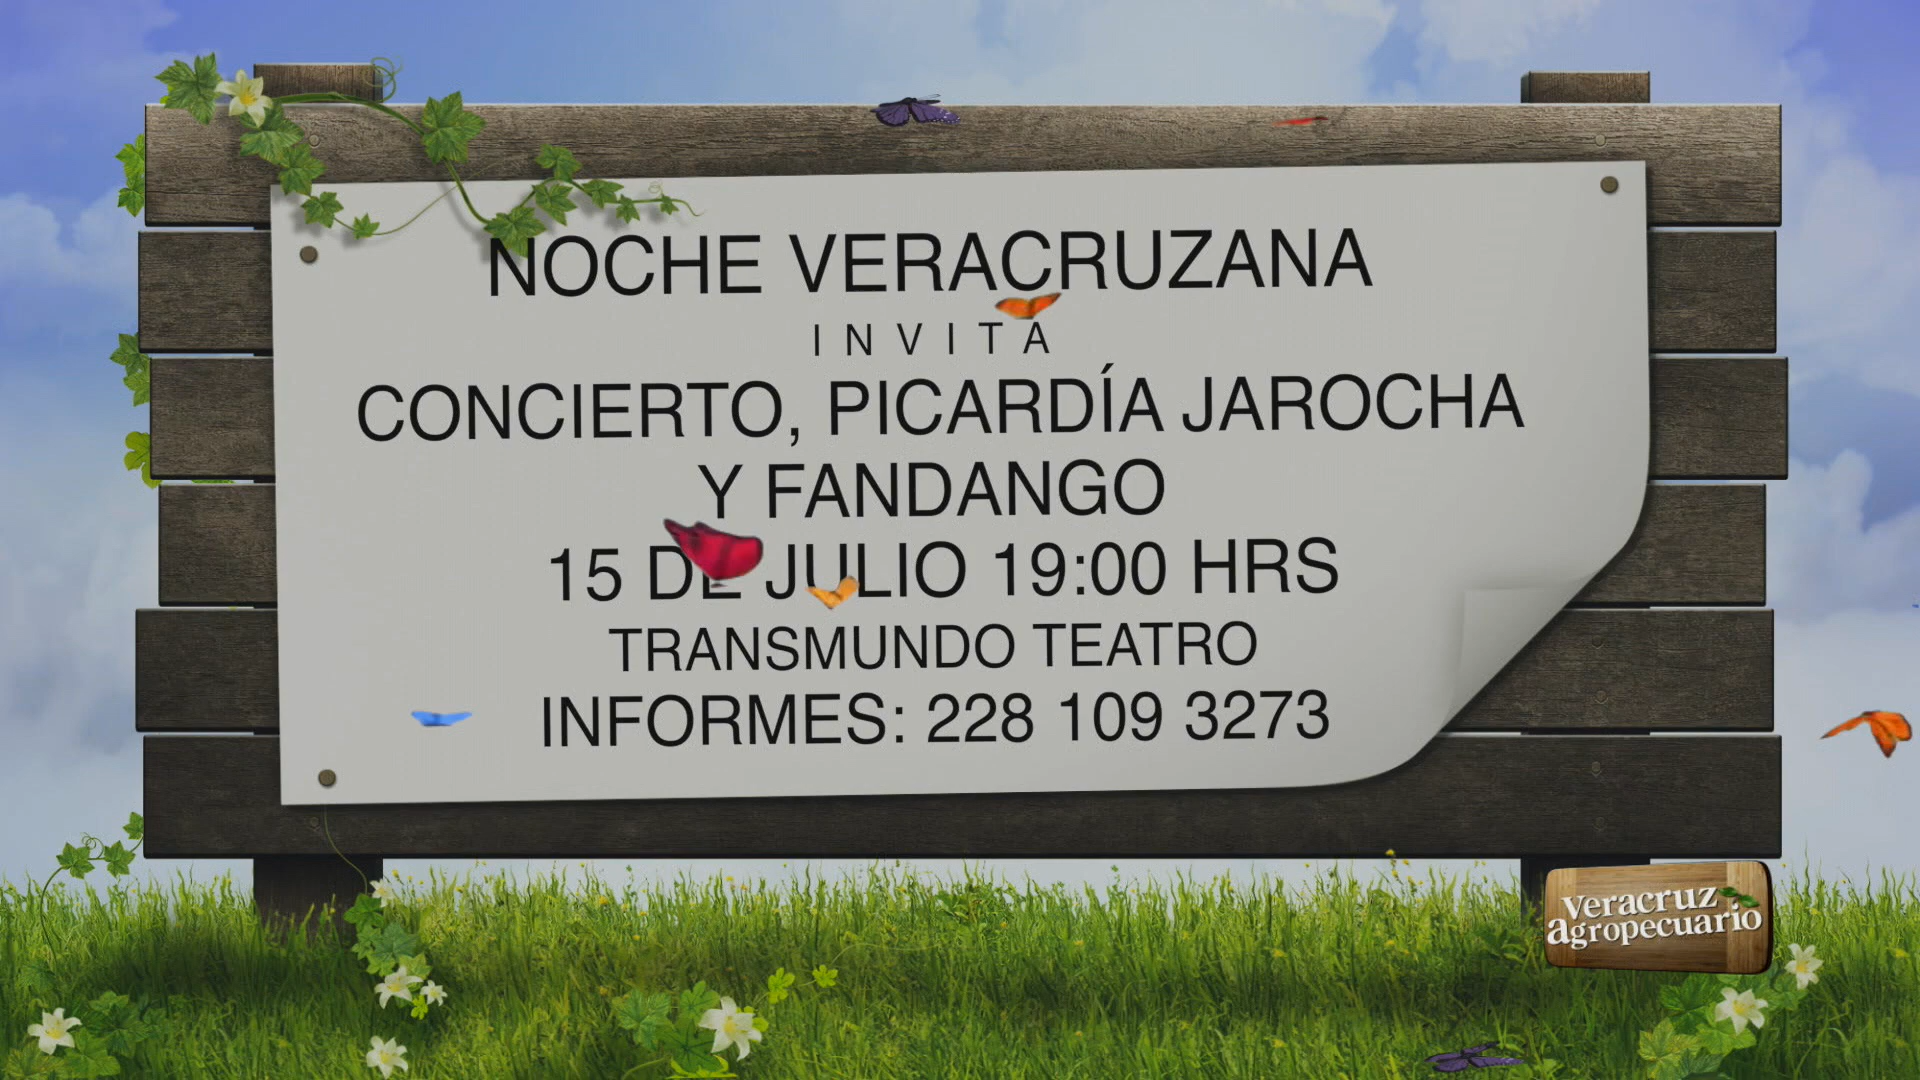 NOCHE VERACRUZANA
INVITA
CONCIERTO, PICARDÍA JAROCHA
Y FANDANGO
15 DE JULIO 19:00 HRS
TRANSMUNDO TEATRO
INFORMES: 228 109 3273
veracruz
agropecuario